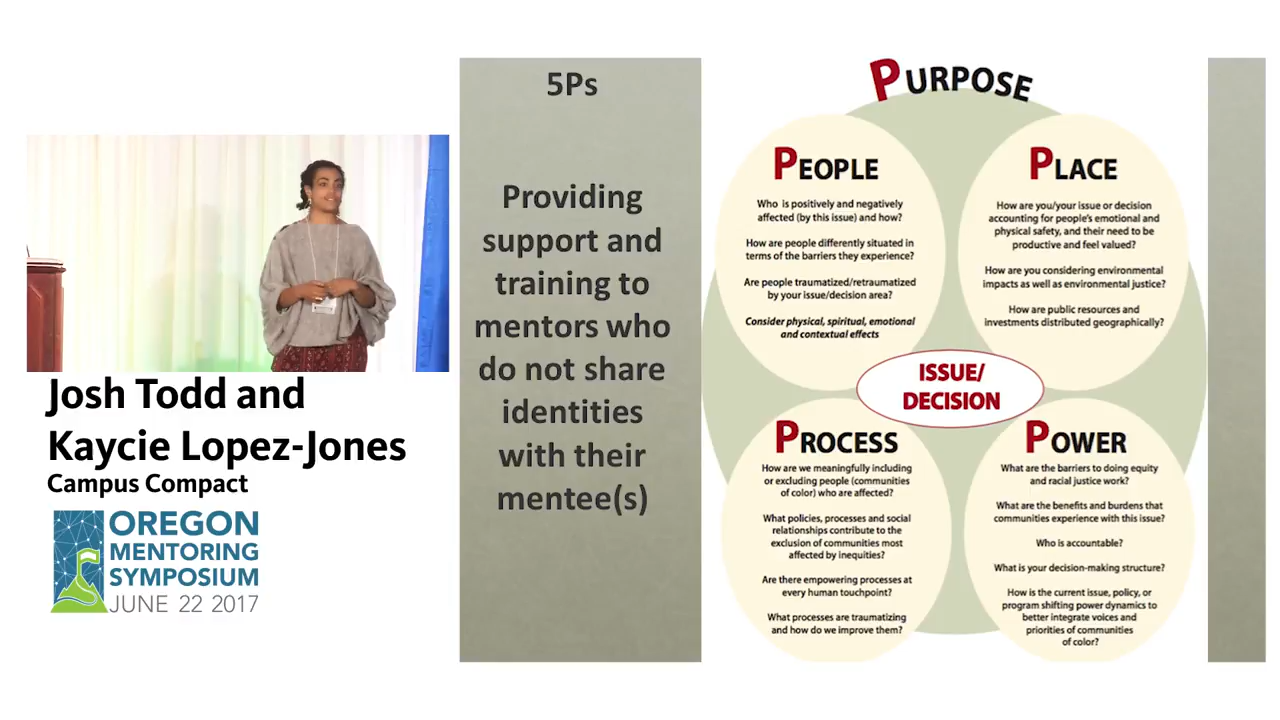 Josh Todd and
Kaycie Lopez-Jones
Campus Compact
OREGON
MENTORING
SYMPOSIUM
JUNE 22 2017
5Ps
Providing
support and
training to
mentors who
do not share
identities
with their
mentee(s)
PURPOSE
PEOPLE
Who is positively and negatively
affected (by this issue) and how?
How are people differently situated in
terms of the barriers they experience?
Are people traumatized/retraumatized
by your issue/decision area?
Consider physical, spiritual, emotional
and contextual effects
PLACE
How are you/your issue or decision
accounting for people's emotional and
physical safety, and their need to be
productive and feel valued?
How are you considering environmental
impacts as well as environmental justice?
How are public resources and
investments distributed geographically?
ISSUE/
DECISION
PROCESS
How are we meaningfully including
or excluding people (communities
of color) who are affected?
What policies, processes and social
relationships contribute to the
exclusion of communities most
affected by inequities?
Are there empowering processes at
every human touchpoint?
What processes are traumatizing
and how do we improve them?
POWER
What are the barriers to doing equity
and racial justice work?
What are the benefits and burdens that
communities experience with this issue?
Who is accountable?
What is your decision-making structure?
How is the current issue, policy, or
program shifting power dynamics to
better integrate voices and
priorities of communities
of color?